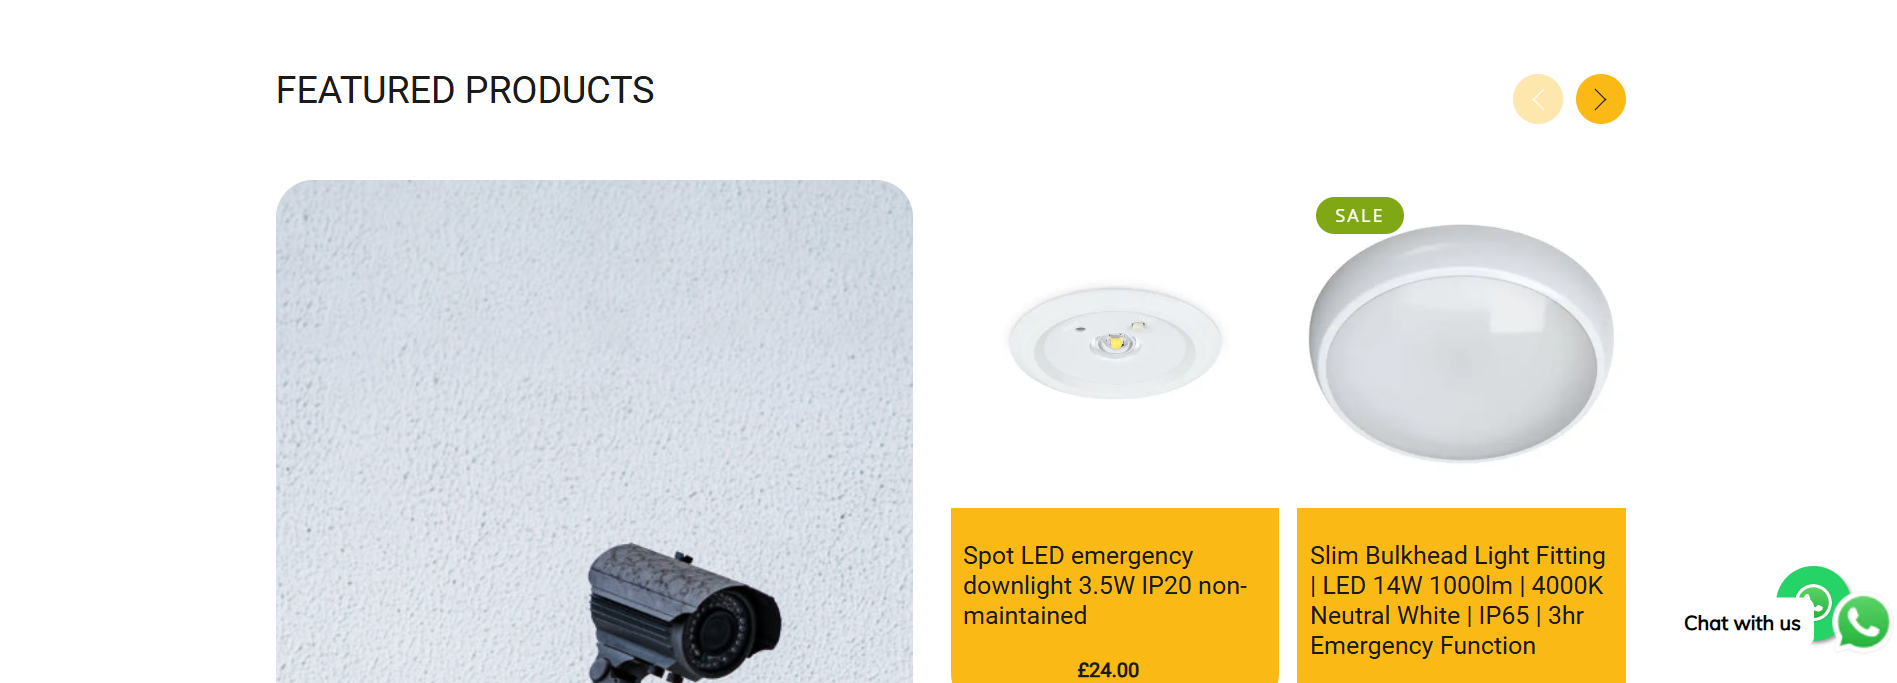 FEATURED PRODUCTS
SALE
Spot LED emergency
downlight 3.5W IP20 non-
maintained
£24.00
Slim Bulkhead Light Fitting
| LED 14W 1000lm | 4000K
Neutral White | IP65 | 3hr
Emergency Function
Chat with us